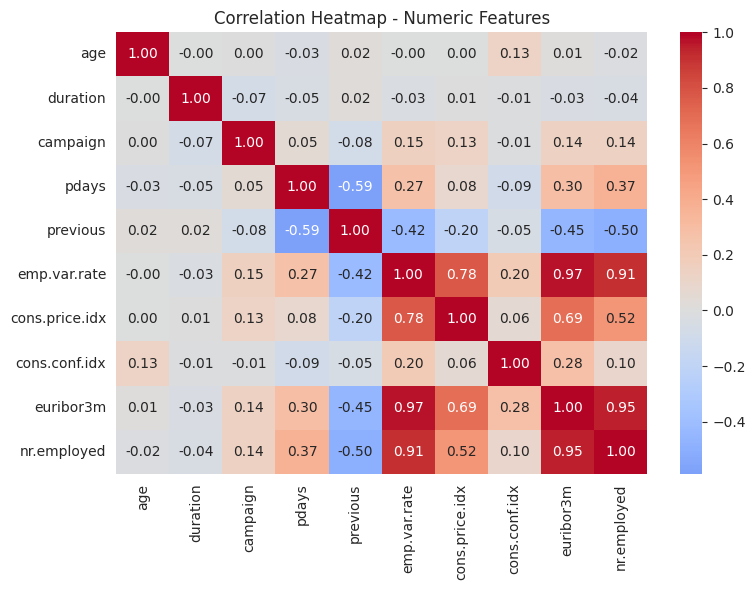 Correlation Heatmap - Numeric Features
age 1.00 -0.00 0.00 -0.03 0.02 -0.00 0.00 0.13 0.01 -0.02
duration -0.00 1.00 -0.07 -0.05 0.02 -0.03 0.01 -0.01 -0.03 -0.04
campaign 0.00 -0.07 1.00 0.05 -0.08 0.15 0.13 -0.01 0.14 0.14
pdays -0.03 -0.05 0.05 1.00 -0.59 0.27 0.08 -0.09 0.30 0.37
previous 0.02 0.02 -0.08 -0.59 1.00 -0.42 -0.20 -0.05 -0.45 -0.50
emp.var.rate -0.00 -0.03 0.15 0.27 -0.42 1.00 0.78 0.20 0.97 0.91
cons.price.idx 0.00 0.01 0.13 0.08 -0.20 0.78 1.00 0.06 0.69 0.52
cons.conf.idx 0.13 -0.01 -0.01 -0.09 -0.05 0.20 0.06 1.00 0.28 0.10
euribor3m 0.01 -0.03 0.14 0.30 -0.45 0.97 0.69 0.28 1.00 0.95
nr.employed -0.02 -0.04 0.14 0.37 -0.50 0.91 0.52 0.10 0.95 1.00
age duration campaign pdays previous emp.var.rate cons.price.idx cons.conf.idx euribor3m nr.employed
1.0
0.8
0.6
0.4
0.2
0.0
−0.2
−0.4